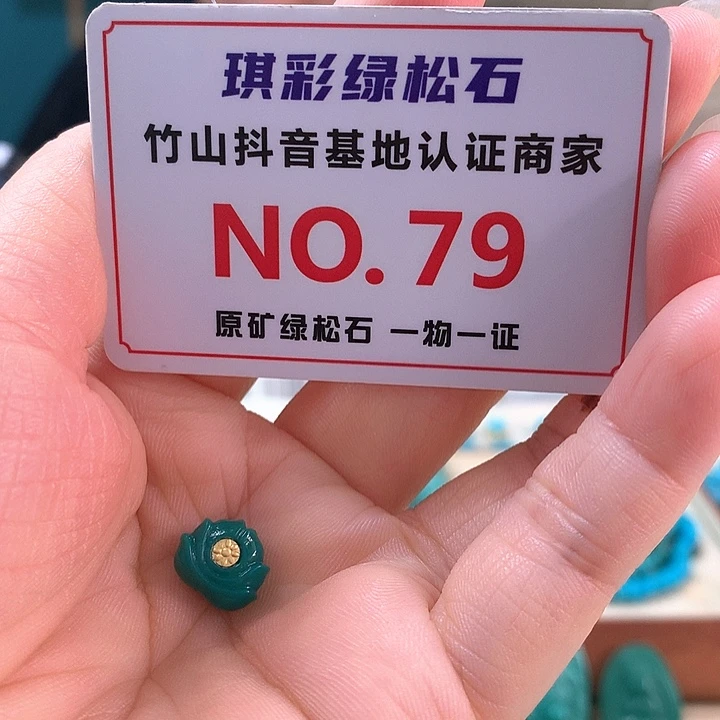 琪彩绿松石
竹山抖音基地认证商家
NO. 79
原矿绿松石 一物一证